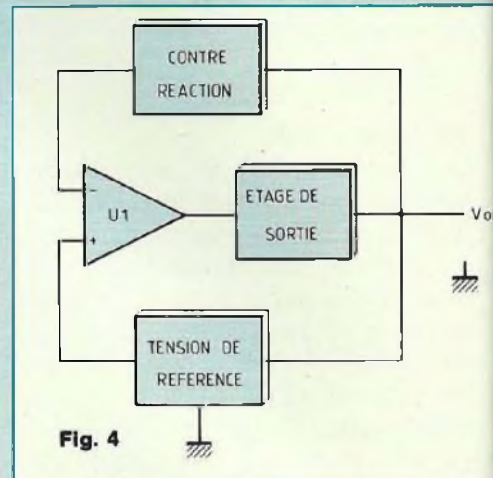 CONTRE
REACTION
-
U1
+
ETAGE DE
SORTIE
Vo
TENSION DE
REFERENCE
Fig. 4